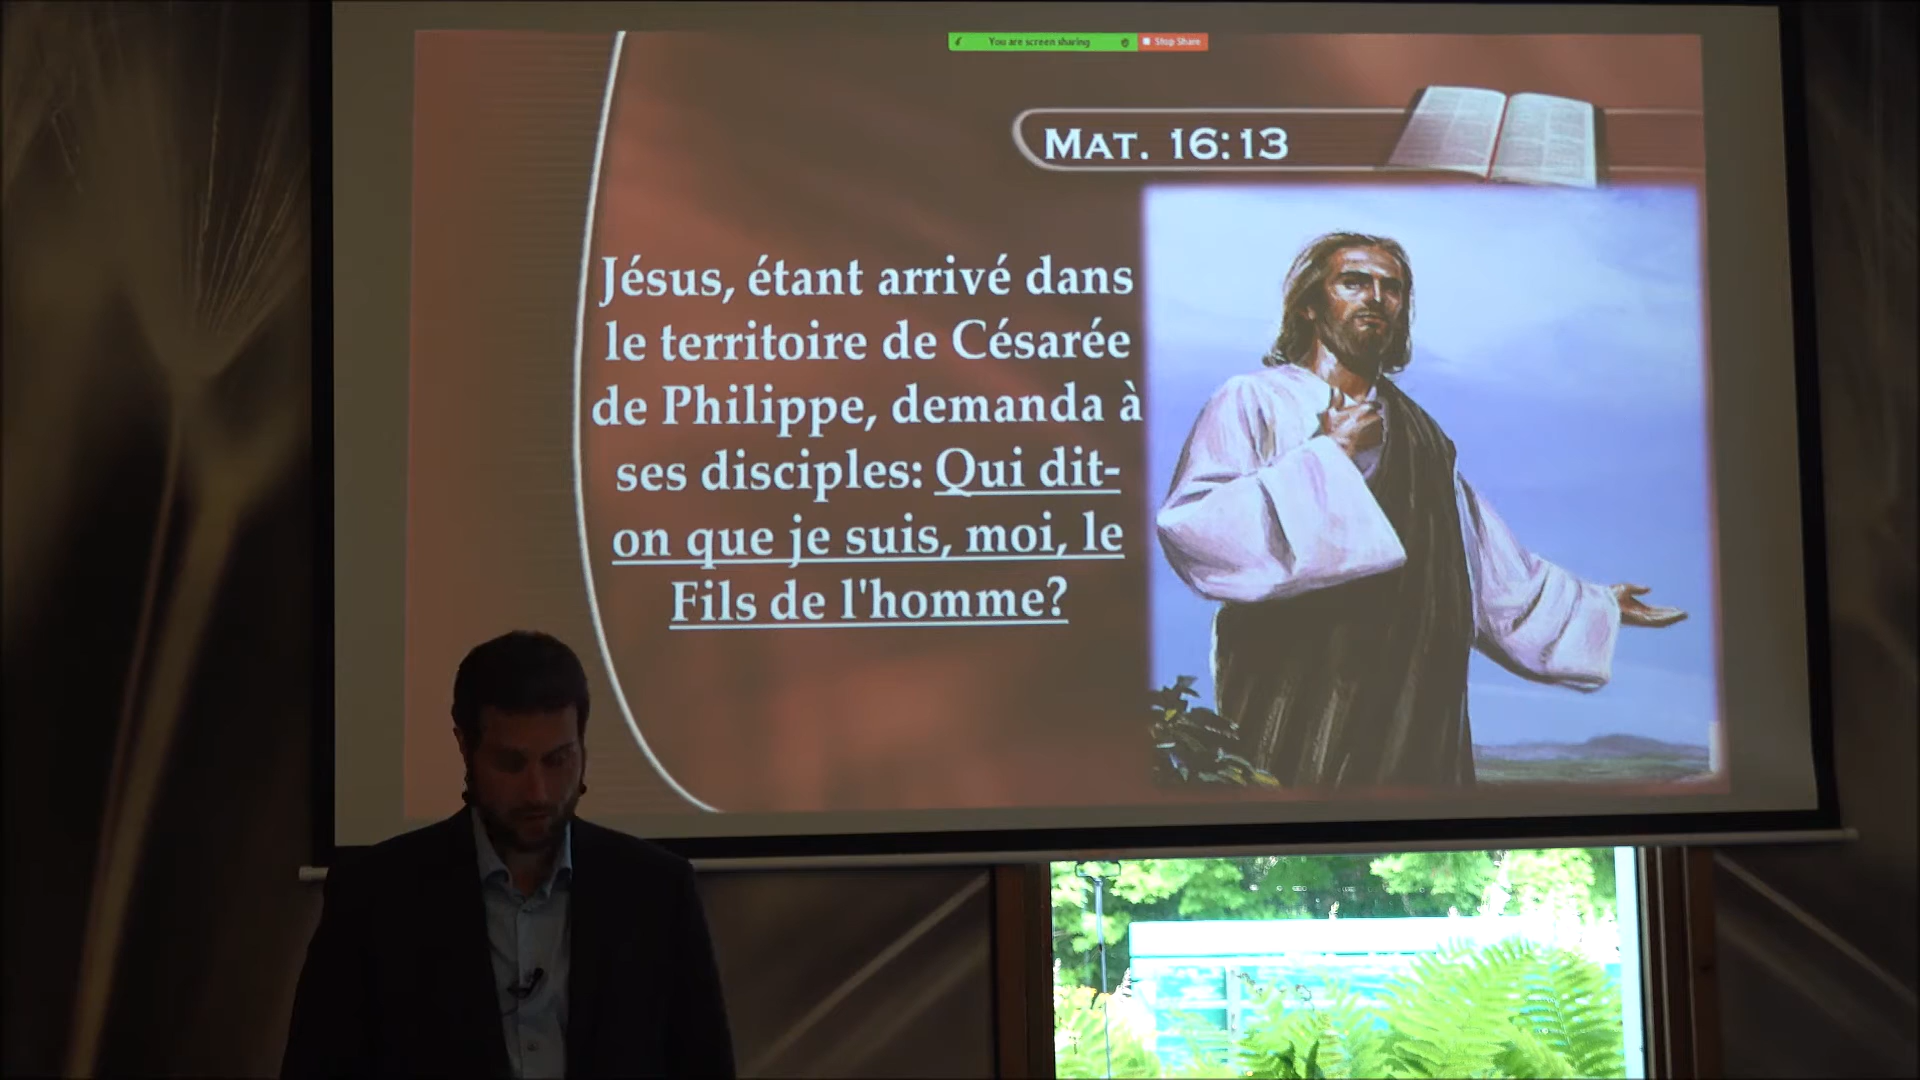 You are screen sharing
Stop Share
MAT. 16:13
Jésus, étant arrivé dans
le territoire de Césarée
de Philippe, demanda à
ses disciples: Qui dit-
on que je suis, moi, le
Fils de l'homme?